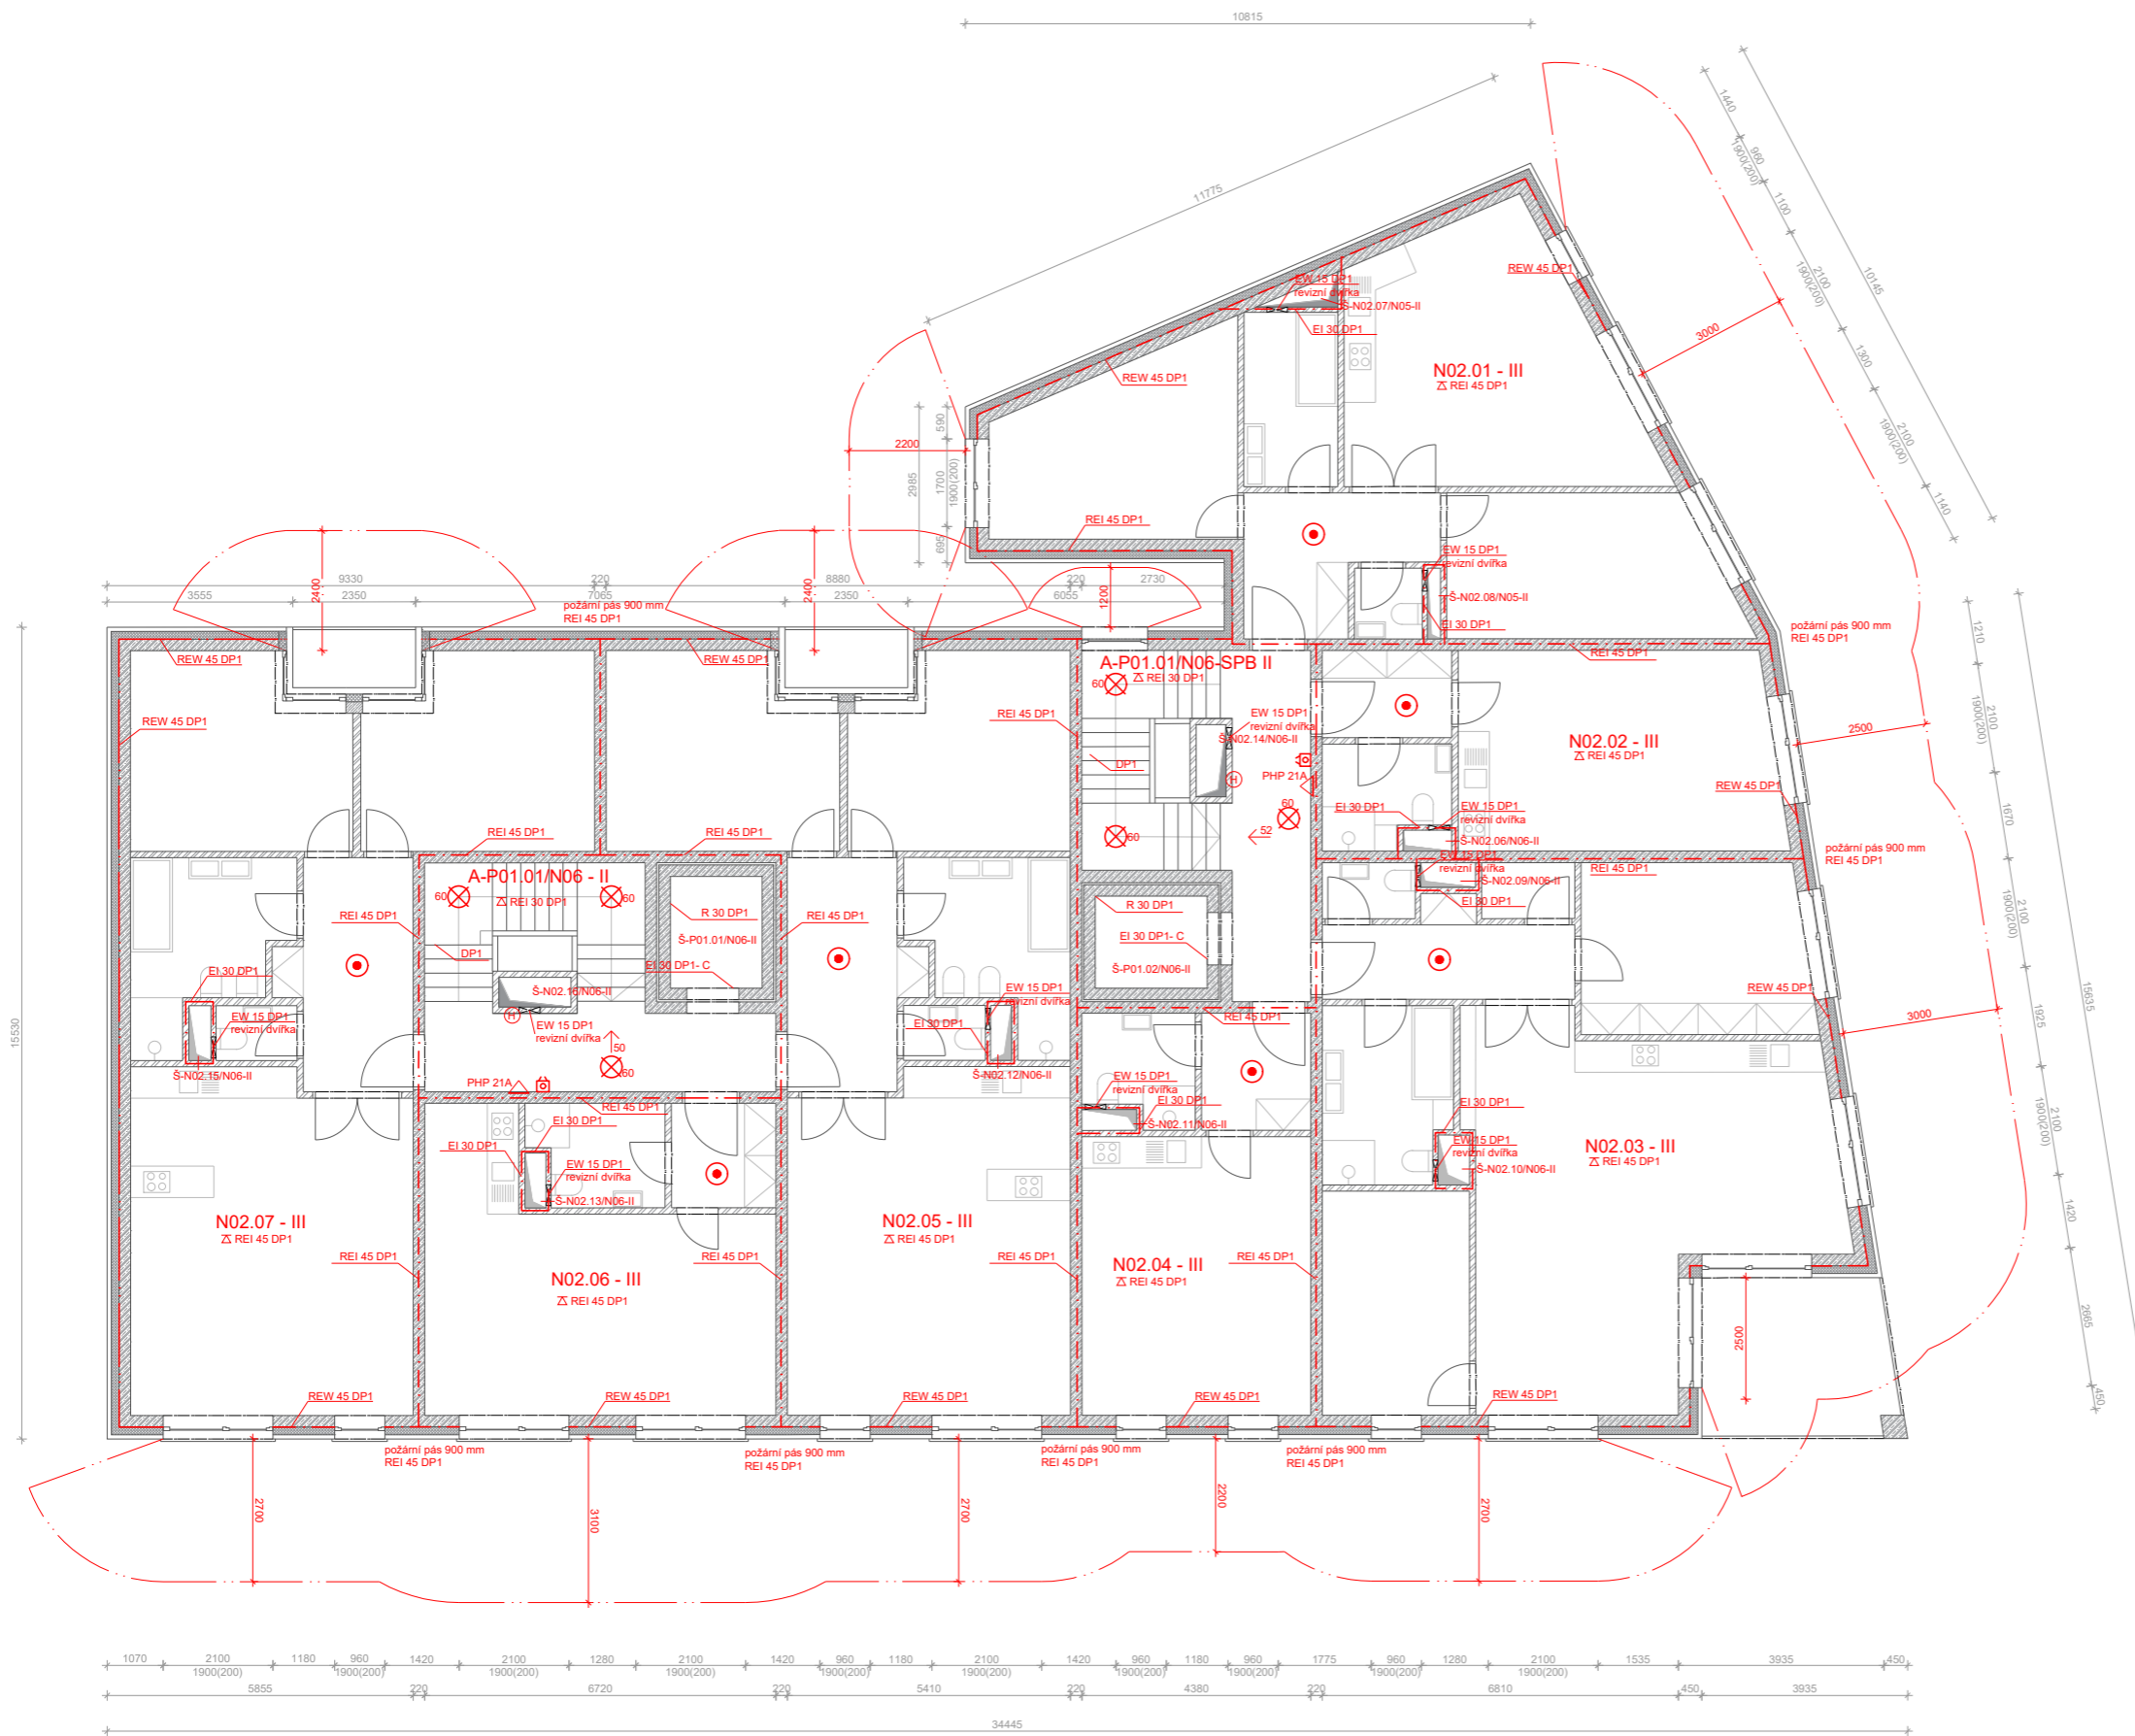 10815
1440
960
1900(200)
1100
2100
1900(200)
10145
1300
2100
1900(200)
1140
11775
3000
REW 45 DP1
EW 15 DP1
revizní dvířka
Š-N02.07/N05-II
EI 30 DP1
N02.01 - III
REI 45 DP1
REW 45 DP1
2200
590
2985
1700
1900(200)
695
REI 45 DP1
EW 15 DP1
revizní dvířka
Š-N02.08/N05-II
EI 30 DP1
2400
2400
1200
9330
220
8880
220
2730
3555
2350
7065
2350
6055
požární pás 900 mm
REI 45 DP1
požární pás 900 mm
REI 45 DP1
1210
2100
1900(200)
1670
2100
1900(200)
1925
2100
1900(200)
1420
2665
450
15635
15530
REW 45 DP1
REW 45 DP1
REW 45 DP1
REI 45 DP1
A-P01.01/N06-SPB II
REI 30 DP1
60
EW 15 DP1
revizní dvířka
Š-N02.14/N06-II
DP1
H
PHP 21A
60
60
52
REI 45 DP1
N02.02 - III
REI 45 DP1
2500
REW 45 DP1
EI 30 DP1
EW 15 DP1
revizní dvířka
Š-N02.06/N06-II
požární pás 900 mm
REI 45 DP1
EW 15 DP1
revizní dvířka
Š-N02.09/N06-II
EI 30 DP1
REI 45 DP1
REI 45 DP1
REI 45 DP1
A-P01.01/N06 - II
REI 30 DP1
60
60
REI 45 DP1
DP1
R 30 DP1
Š-P01.01/N06-II
EI 30 DP1- C
REI 45 DP1
R 30 DP1
EI 30 DP1- C
Š-P01.02/N06-II
Š-N02.16/N06-II
H
EW 15 DP1
revizní dvířka
50
60
PHP 21A
EI 30 DP1
EW 15 DP1
revizní dvířka
Š-N02.15/N06-II
EW 15 DP1
revizní dvířka
EI 30 DP1
Š-N02.12/N06-II
REI 45 DP1
REW 45 DP1
3000
EW 15 DP1
revizní dvířka
EI 30 DP1
Š-N02.11/N06-II
REI 45 DP1
EI 30 DP1
EI 30 DP1
EW 15 DP1
revizní dvířka
Š-N02.13/N06-II
EI 30 DP1
EW 15 DP1
revizní dvířka
Š-N02.10/N06-II
N02.03 - III
REI 45 DP1
N02.07 - III
REI 45 DP1
REI 45 DP1
N02.06 - III
REI 45 DP1
REI 45 DP1
N02.05 - III
REI 45 DP1
REI 45 DP1
N02.04 - III
REI 45 DP1
REI 45 DP1
2500
REW 45 DP1
REW 45 DP1
REW 45 DP1
REW 45 DP1
REW 45 DP1
požární pás 900 mm
REI 45 DP1
požární pás 900 mm
REI 45 DP1
požární pás 900 mm
REI 45 DP1
požární pás 900 mm
REI 45 DP1
2700
3100
2700
2200
2700
1070
2100
1900(200)
1180
960
1900(200)
1420
2100
1900(200)
1280
2100
1900(200)
1420
960
1900(200)
1180
2100
1900(200)
1420
960
1900(200)
1180
960
1900(200)
1775
960
1900(200)
1280
2100
1900(200)
1535
3935
450
5855
220
6720
220
5410
220
4380
220
6810
450
3935
34445